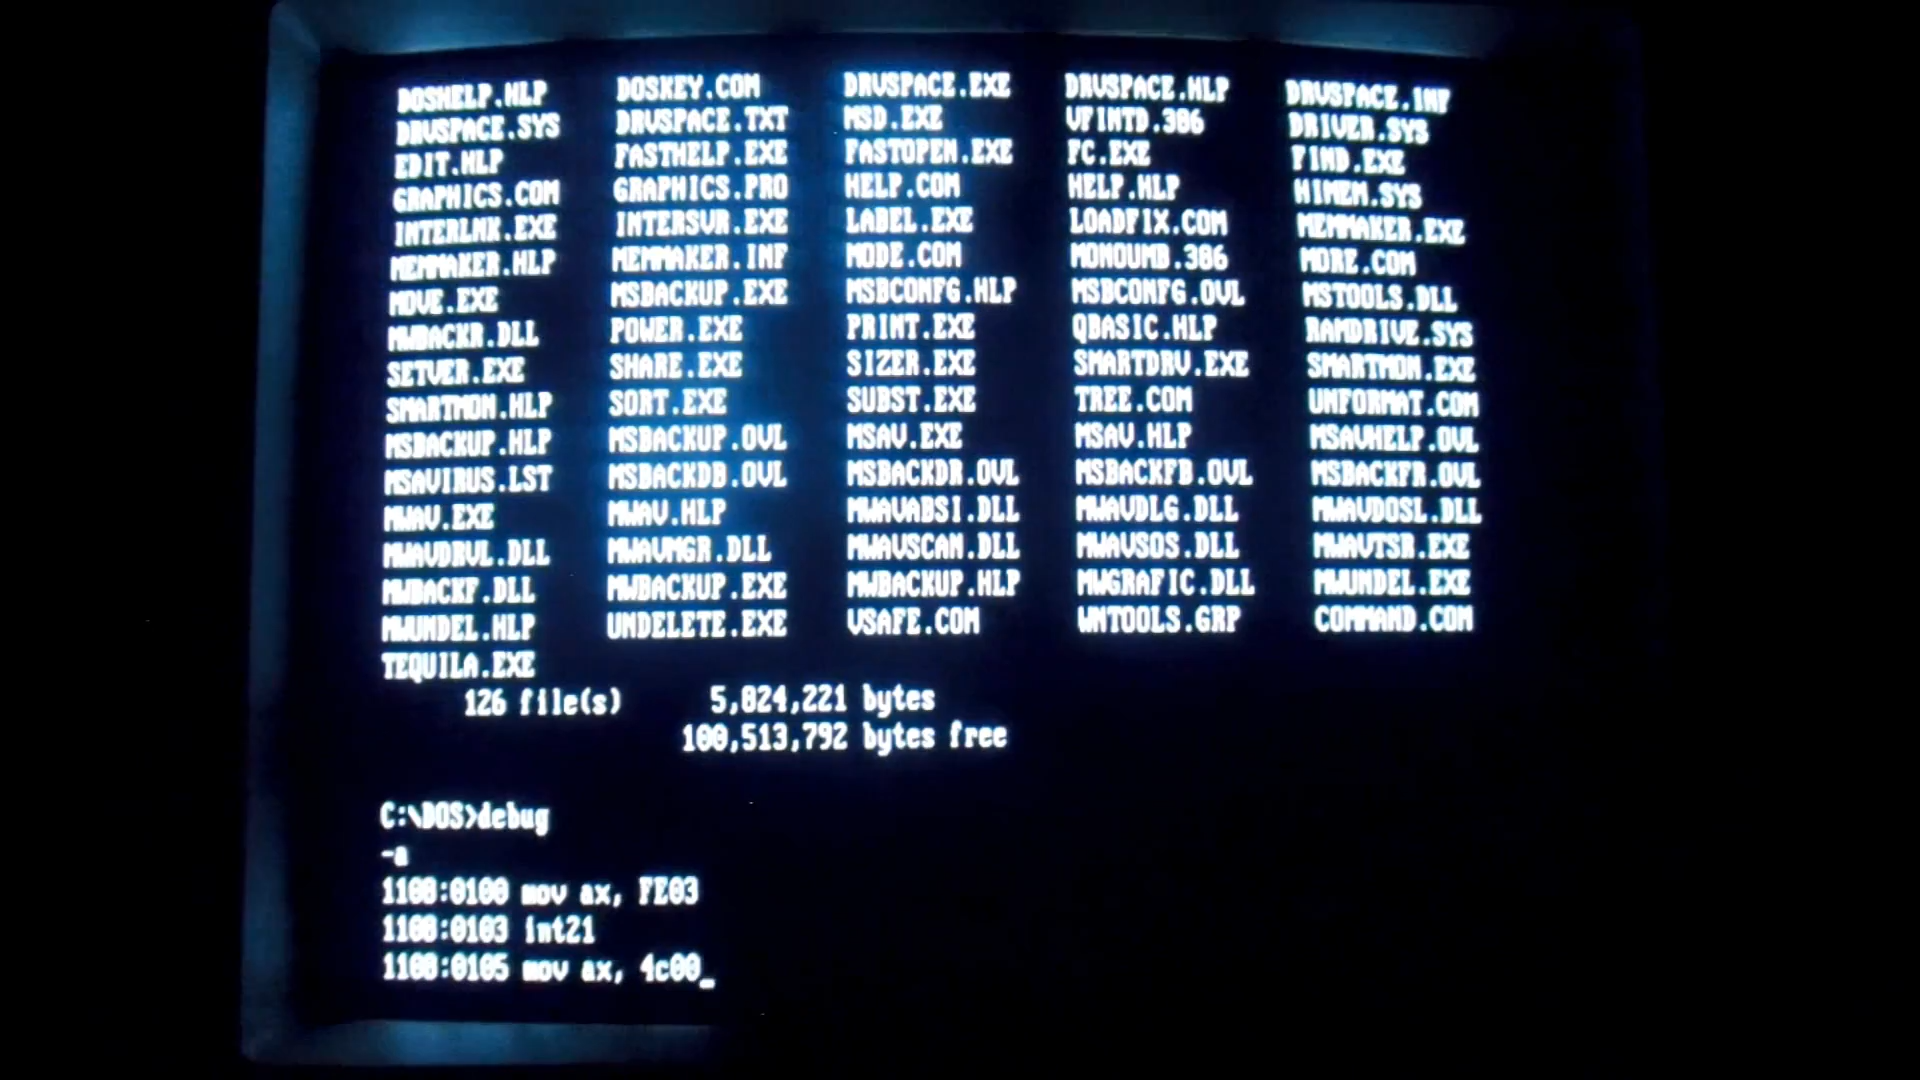 DOSHELP.HLP DOSKEY.COM DRVSPACE.EXE DRVSPACE.HLP DRVSPACE.INF
DRVSPACE.SYS DRVSPACE.TXT MSD.EXE VFINTD.386 DRIVER.SYS
EDIT.HLP FASTHELP.EXE FASTOPEN.EXE FC.EXE FIND.EXE
GRAPHICS.COM GRAPHICS.PRO HELP.COM HELP.HLP HIMEM.SYS
INTERLNK.EXE INTERSVR.EXE LABEL.EXE LOADFIX.COM MEMMAKER.EXE
MEMMAKER.HLP MEMMAKER.INF MODE.COM MONOUMB.386 MORE.COM
MOVE.EXE MSBACKUP.EXE MSBCONFG.HLP MSBCONFG.OVL MSTOOLS.DLL
MWBACKR.DLL POWER.EXE PRINT.EXE QBASIC.HLP RAMDRIVE.SYS
SETVER.EXE SHARE.EXE SIZER.EXE SMARTDRV.EXE SMARTMON.EXE
SMARTMON.HLP SORT.EXE SUBST.EXE TREE.COM UNFORMAT.COM
MSBACKUP.HLP MSBACKUP.OVL MSAV.EXE MSAV.HLP MSAVHELP.OVL
MSAVIRUS.LST MSBACKDB.OVL MSBACKDR.OVL MSBACKFB.OVL MSBACKFR.OVL
MWAV.EXE MWAV.HLP MWAVABSI.DLL MWAVDLG.DLL MWAVDOSL.DLL
MWAVDRVL.DLL MWAVMGR.DLL MWAVSCAN.DLL MWAVSOS.DLL MWAVTSR.EXE
MWBACKF.DLL MWBACKUP.EXE MWBACKUP.HLP MWGRAFIC.DLL MWUNDEL.EXE
MWUNDEL.HLP UNDELETE.EXE VSAFE.COM WNTOOLS.GRP COMMAND.COM
TEQUILA.EXE
126 file(s) 5,824,221 bytes
100,513,792 bytes free
C:\DOS>debug
-a
1108:0100 mov ax, FE03
1108:0103 int21
1108:0105 mov ax, 4c00_